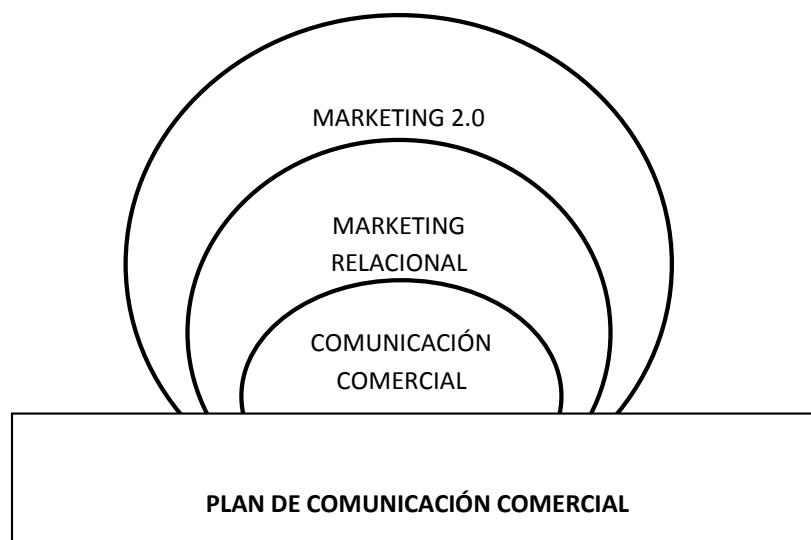 MARKETING 2.0
MARKETING
RELACIONAL
COMUNICACIÓN
COMERCIAL
PLAN DE COMUNICACIÓN COMERCIAL